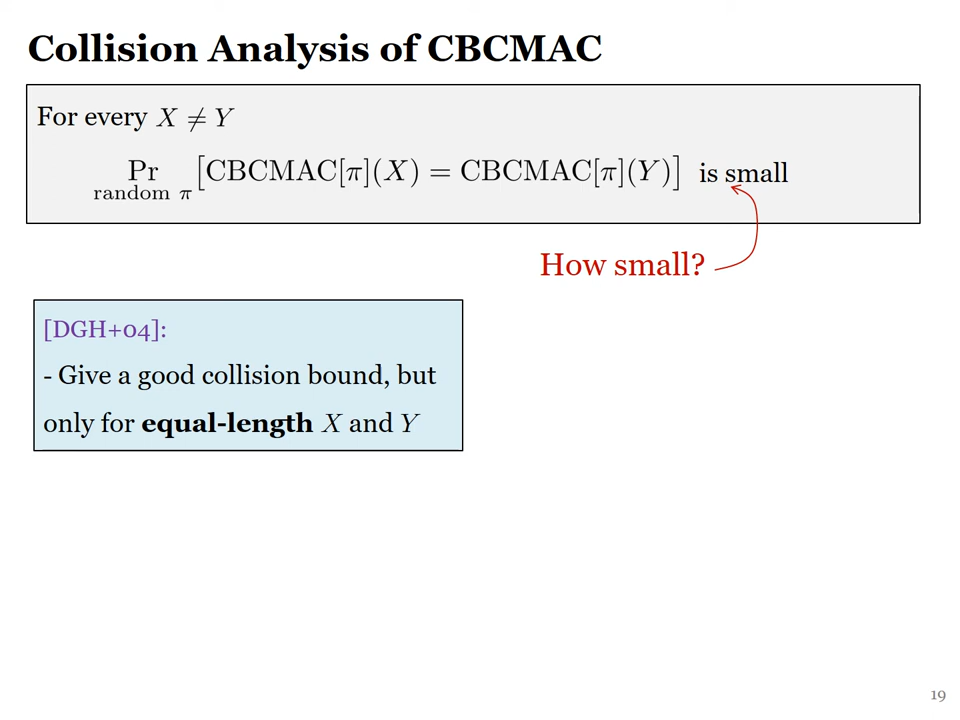 Collision Analysis of CBCMAC
For every X ≠ Y
Pr [CBCMAC[π](X) = CBCMAC[π](Y)] is small
random π
How small?
[DGH+04]:
- Give a good collision bound, but
only for equal-length X and Y
19